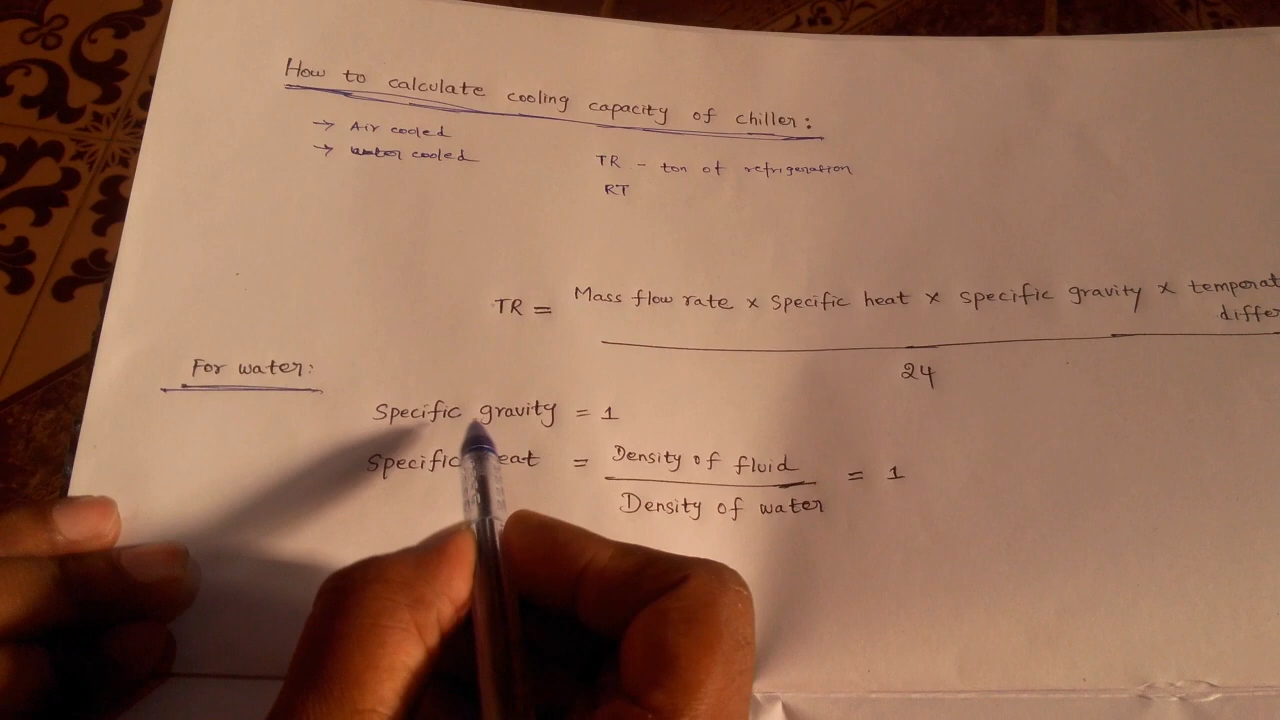 How to calculate cooling capacity of chiller:
→ Air cooled
→ water cooled
TR - ton of refrigeration
RT
TR = Mass flow rate x Specific heat x specific gravity x temperat
differ
24
For water:
Specific gravity = 1
Specific eat = Density of fluid = 1
Density of water